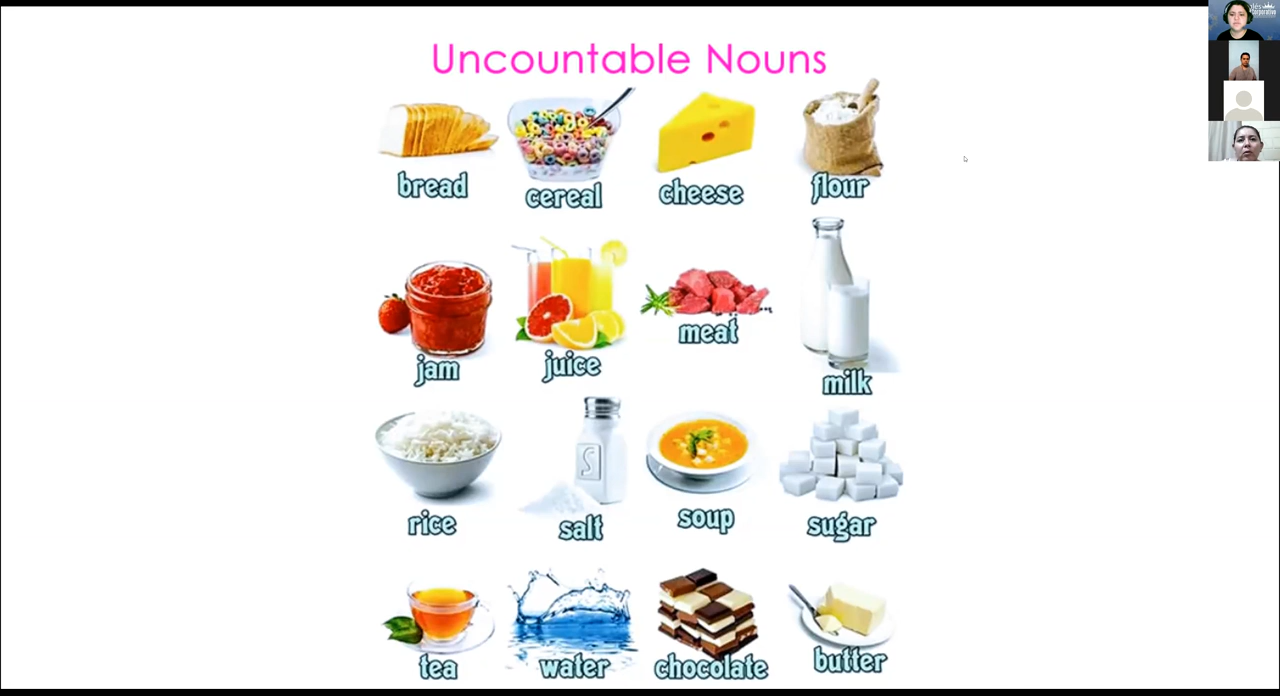 Uncountable Nouns
bread cereal cheese flour
jam juice meat milk
rice salt soup sugar
S
tea water chocolate butter